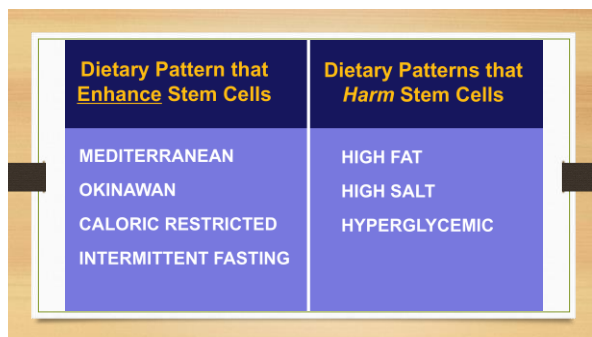 Dietary Pattern that
Enhance Stem Cells
MEDITERRANEAN
OKINAWAN
CALORIC RESTRICTED
INTERMITTENT FASTING
Dietary Patterns that
Harm Stem Cells
HIGH FAT
HIGH SALT
HYPERGLYCEMIC